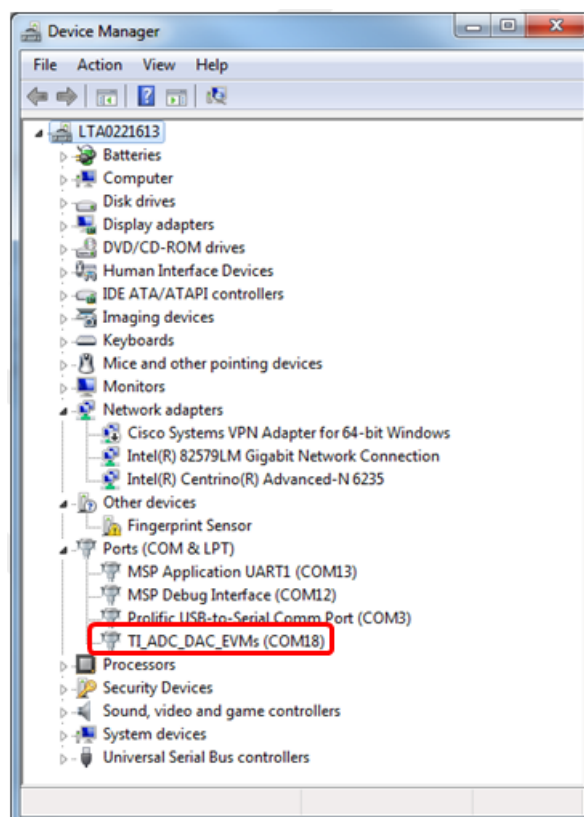 Device Manager
File Action View Help
LTA0221613
Batteries
Computer
Disk drives
Display adapters
DVD/CD-ROM drives
Human Interface Devices
IDE ATA/ATAPI controllers
Imaging devices
Keyboards
Mice and other pointing devices
Monitors
Network adapters
Cisco Systems VPN Adapter for 64-bit Windows
Intel(R) 82579LM Gigabit Network Connection
Intel(R) Centrino(R) Advanced-N 6235
Other devices
Fingerprint Sensor
Ports (COM & LPT)
MSP Application UART1 (COM13)
MSP Debug Interface (COM12)
Prolific USB-to-Serial Comm Port (COM3)
TI_ADC_DAC_EVMs (COM18)
Processors
Security Devices
Sound, video and game controllers
System devices
Universal Serial Bus controllers